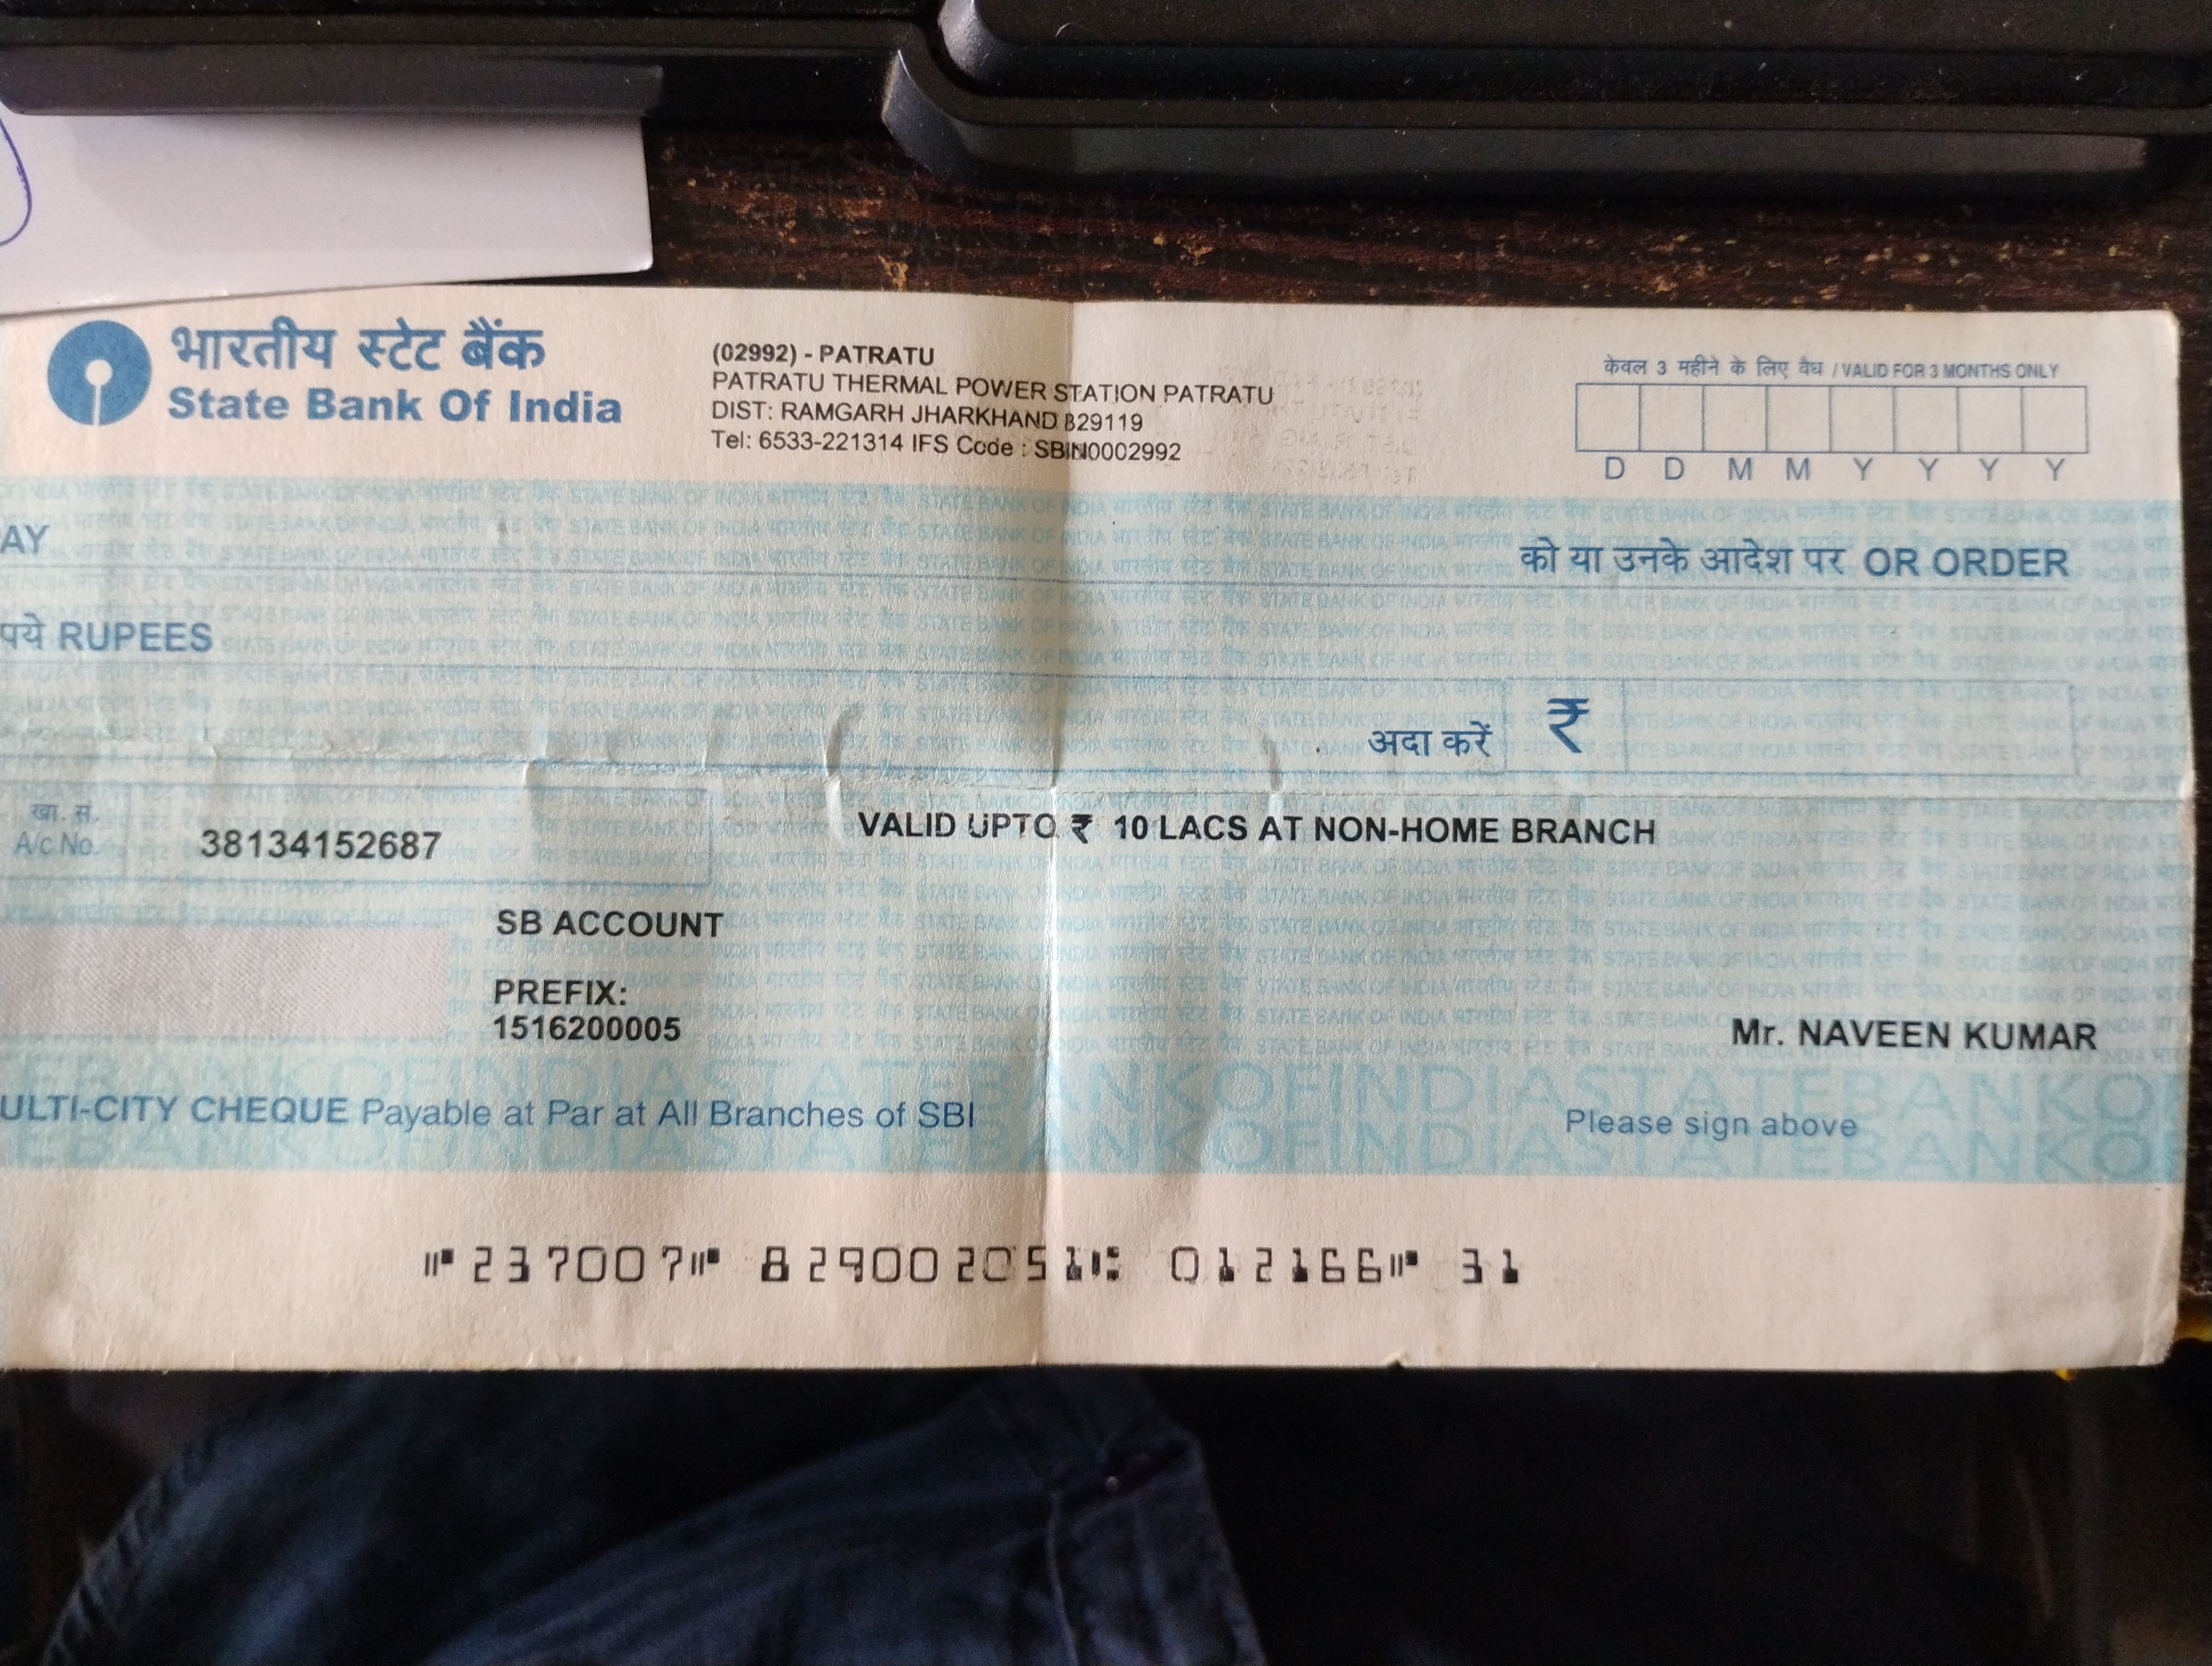 भारतीय स्टेट बैंक
State Bank Of India
(02992) - PATRATU
PATRATU THERMAL POWER STATION PATRATU
DIST: RAMGARH JHARKHAND 829119
Tel: 6533-221314 IFS Code : SBIN0002992
केवल 3 महीने के लिए वैध / VALID FOR 3 MONTHS ONLY
D D M M Y Y Y Y
AY
को या उनके आदेश पर OR ORDER
पये RUPEES
अदा करें ₹
खा. सं.
A/c No.
38134152687
VALID UPTO ₹ 10 LACS AT NON-HOME BRANCH
SB ACCOUNT
PREFIX:
1516200005
Mr. NAVEEN KUMAR
ULTI-CITY CHEQUE Payable at Par at All Branches of SBI
Please sign above
⑈237007⑈ 829002051⑆ 012166⑈ 31